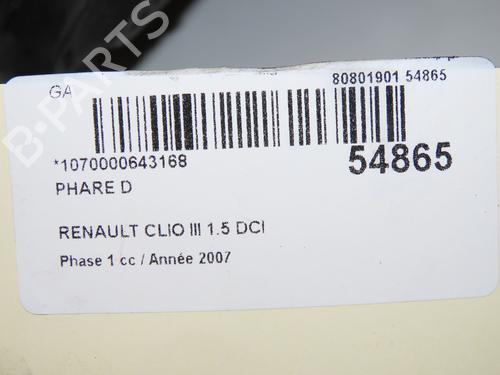 GA
80801901 54865
*1070000643168
54865
PHARE D
RENAULT CLIO III 1.5 DCI
Phase 1 cc / Année 2007
B-PARTS